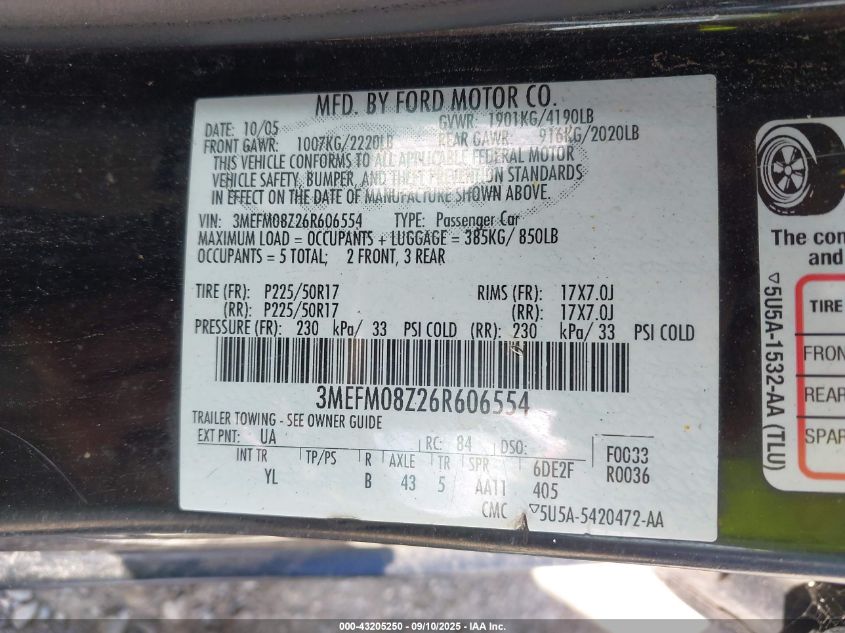 MFD. BY FORD MOTOR CO.
DATE: 10/05 GVWR: 1901KG/4190LB
FRONT GAWR: 1007KG/2220LB REAR GAWR: 916KG/2020LB
THIS VEHICLE CONFORMS TO ALL APPLICABLE FEDERAL MOTOR
VEHICLE SAFETY, BUMPER, AND THEFT PREVENTION STANDARDS
IN EFFECT ON THE DATE OF MANUFACTURE SHOWN ABOVE.
VIN: 3MEFM08Z26R606554 TYPE: Passenger Car
MAXIMUM LOAD = OCCUPANTS + LUGGAGE = 385KG/ 850LB
OCCUPANTS = 5 TOTAL; 2 FRONT, 3 REAR
TIRE (FR): P225/50R17 RIMS (FR): 17X7.0J
(RR): P225/50R17 (RR): 17X7.0J
PRESSURE (FR): 230 kPa/ 33 PSI COLD (RR): 230 kPa/ 33 PSI COLD
3MEFM08Z26R606554
TRAILER TOWING - SEE OWNER GUIDE
EXT PNT: UA RC: 84 DSO: F0033
INT TR TP/PS R AXLE TR SPR 6DE2F R0036
YL B 43 5 AA11 405
CMC ▽5U5A-5420472-AA
The con
and
TIRE
FRON
REAR
SPAR
▽5U5A-1532-AA (TLU)
000-43205250 - 09/10/2025 - IAA Inc.